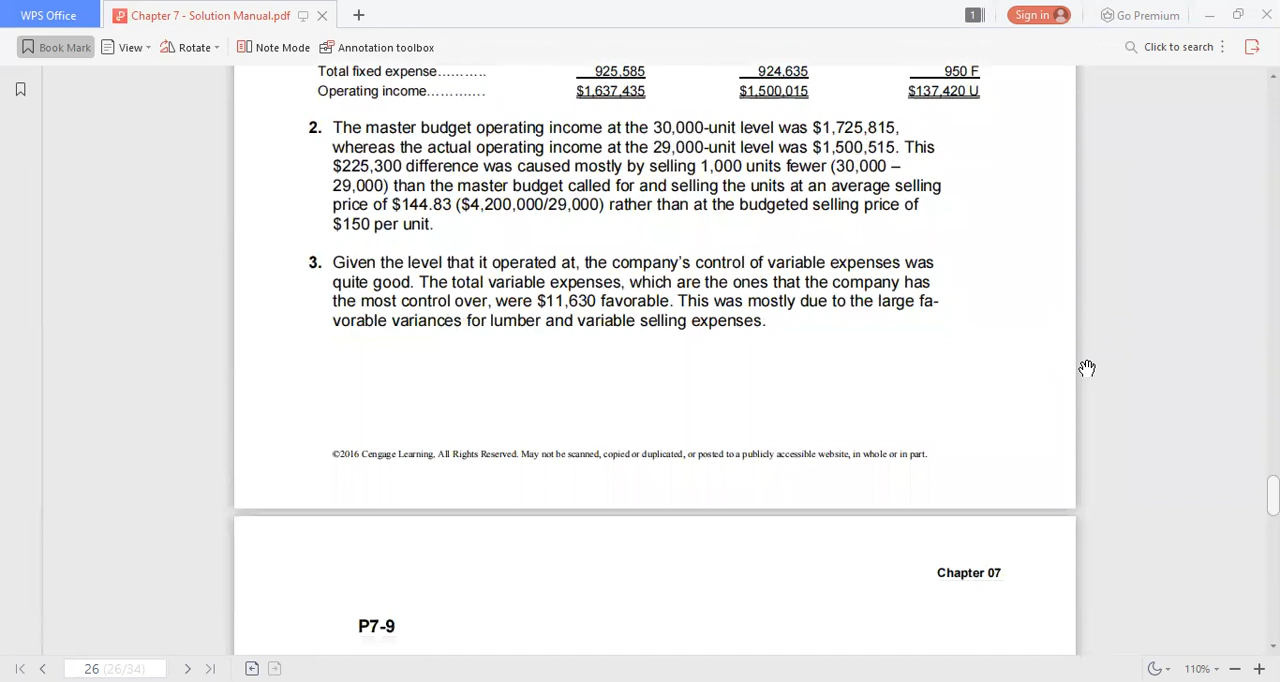 WPS Office
Chapter 7 - Solution Manual.pdf
1
Sign in
Go Premium
Book Mark
View
Rotate
Note Mode
Annotation toolbox
Click to search
Total fixed expense........... 925,585 924,635 950 F
Operating income............. $1,637,435 $1,500,015 $137,420 U
2. The master budget operating income at the 30,000-unit level was $1,725,815,
whereas the actual operating income at the 29,000-unit level was $1,500,515. This
$225,300 difference was caused mostly by selling 1,000 units fewer (30,000 –
29,000) than the master budget called for and selling the units at an average selling
price of $144.83 ($4,200,000/29,000) rather than at the budgeted selling price of
$150 per unit.
3. Given the level that it operated at, the company's control of variable expenses was
quite good. The total variable expenses, which are the ones that the company has
the most control over, were $11,630 favorable. This was mostly due to the large fa-
vorable variances for lumber and variable selling expenses.
©2016 Cengage Learning. All Rights Reserved. May not be scanned, copied or duplicated, or posted to a publicly accessible website, in whole or in part.
Chapter 07
P7-9
26 (26/34)
110%